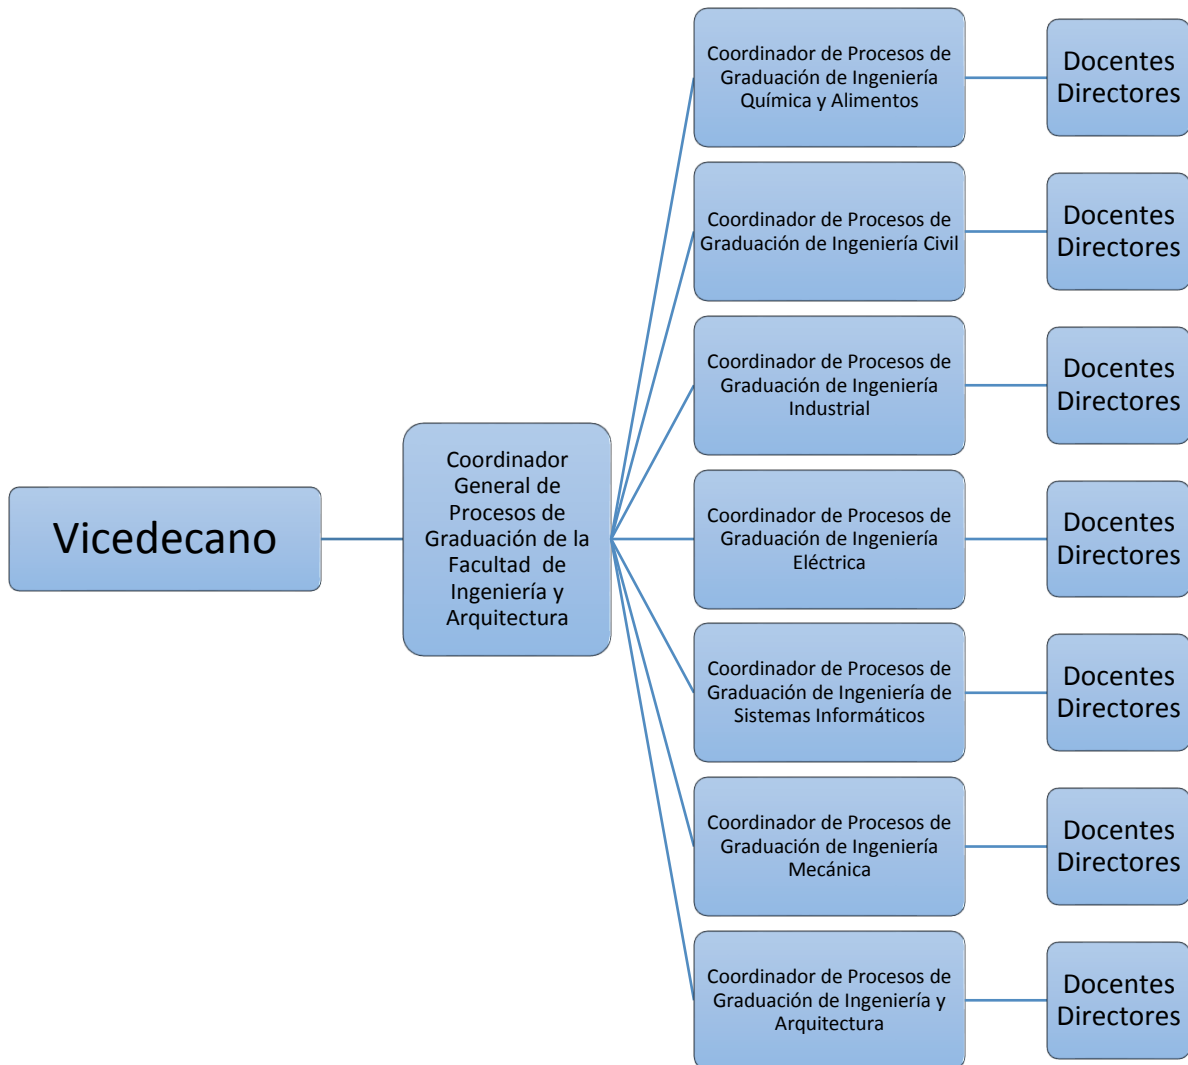 Vicedecano
Coordinador
General de
Procesos de
Graduación de la
Facultad  de
Ingeniería y
Arquitectura
Coordinador de Procesos de
Graduación de Ingeniería
Química y Alimentos
Docentes
Directores
Coordinador de Procesos de
Graduación de Ingeniería Civil
Docentes
Directores
Coordinador de Procesos de
Graduación de Ingeniería
Industrial
Docentes
Directores
Coordinador de Procesos de
Graduación de Ingeniería
Eléctrica
Docentes
Directores
Coordinador de Procesos de
Graduación de Ingeniería de
Sistemas Informáticos
Docentes
Directores
Coordinador de Procesos de
Graduación de Ingeniería
Mecánica
Docentes
Directores
Coordinador de Procesos de
Graduación de Ingeniería y
Arquitectura
Docentes
Directores